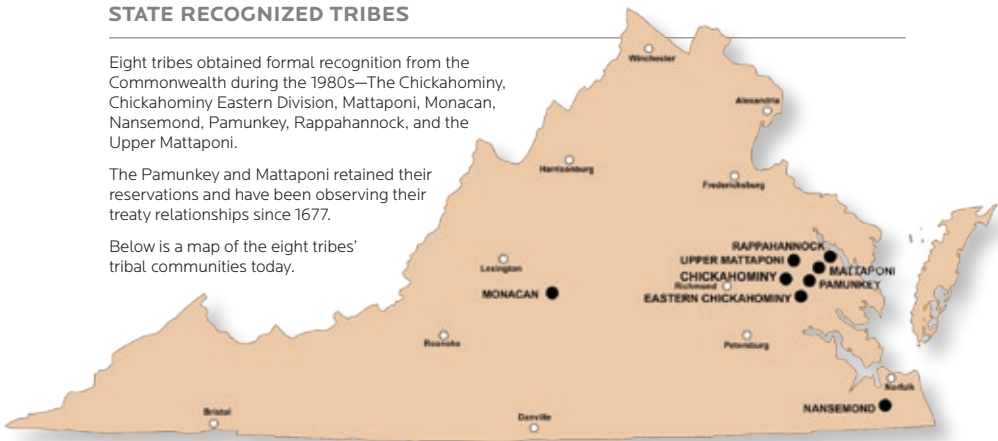 STATE RECOGNIZED TRIBES
Eight tribes obtained formal recognition from the
Commonwealth during the 1980s—The Chickahominy,
Chickahominy Eastern Division, Mattaponi, Monacan,
Nansemond, Pamunkey, Rappahannock, and the
Upper Mattaponi.
The Pamunkey and Mattaponi retained their
reservations and have been observing their
treaty relationships since 1677.
Below is a map of the eight tribes'
tribal communities today.
Winchester
Alexandria
Harrisonburg
Fredericksburg
RAPPAHANNOCK
Lexington
UPPER MATTAPONI
MATTAPONI
CHICKAHOMINY
PAMUNKEY
Richmond
MONACAN
EASTERN CHICKAHOMINY
Roanoke
Petersburg
Norfolk
NANSEMOND
Bristol
Danville